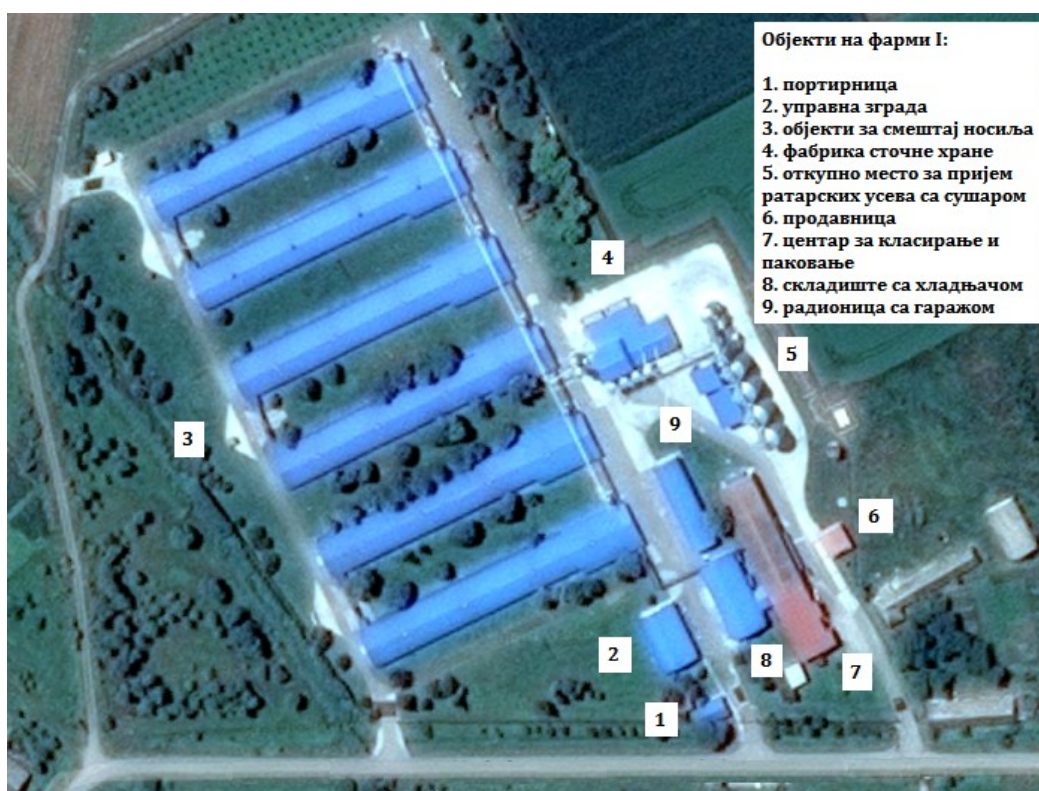 Објекти на фарми I:
1. портирница
2. управна зграда
3. објекти за смештај носиља
4. фабрика сточне хране
5. откупно место за пријем
ратарских усева са сушаром
6. продавница
7. центар за класирање и
паковање
8. складиште са хладњачом
9. радионица са гаражом
4
5
9
3
6
2
8
7
1